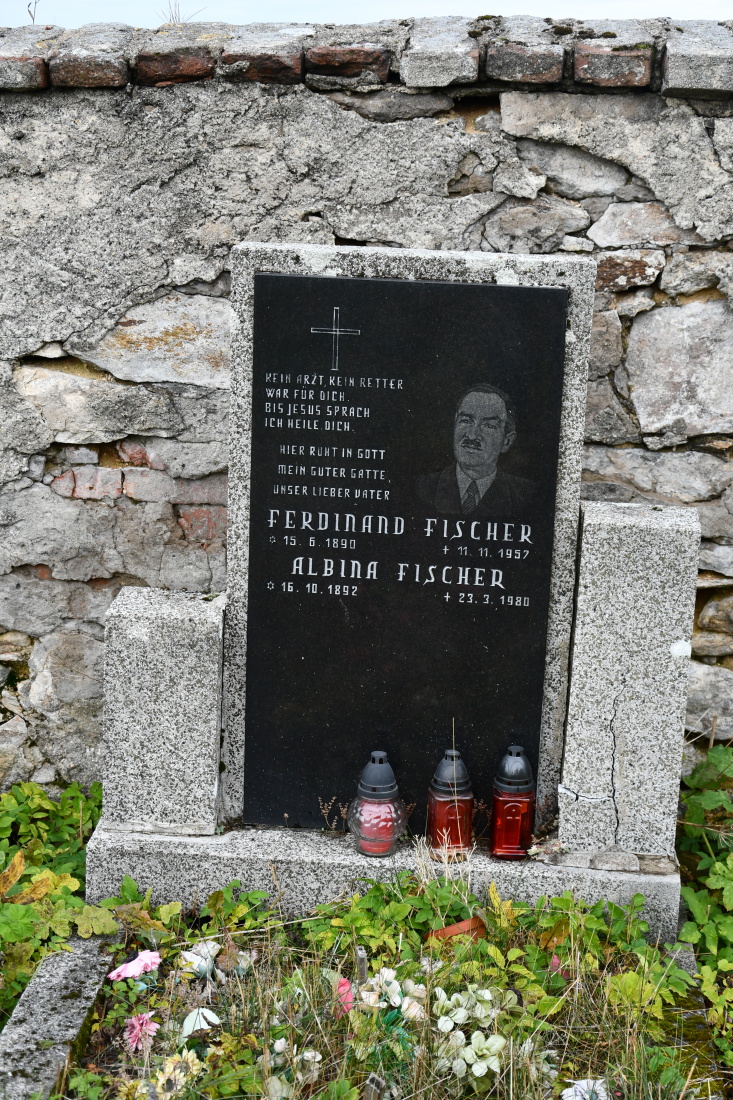 KEIN ARZT, KEIN RETTER
WAR FÜR DICH.
BIS JESUS SPRACH
ICH HEILE DICH.
HIER RUHT IN GOTT
MEIN GUTER GATTE,
UNSER LIEBER VATER
FERDINAND FISCHER
✩ 15. 6. 1890 + 11. 11. 1957
ALBINA FISCHER
✩ 16. 10. 1892 + 23. 3. 1980